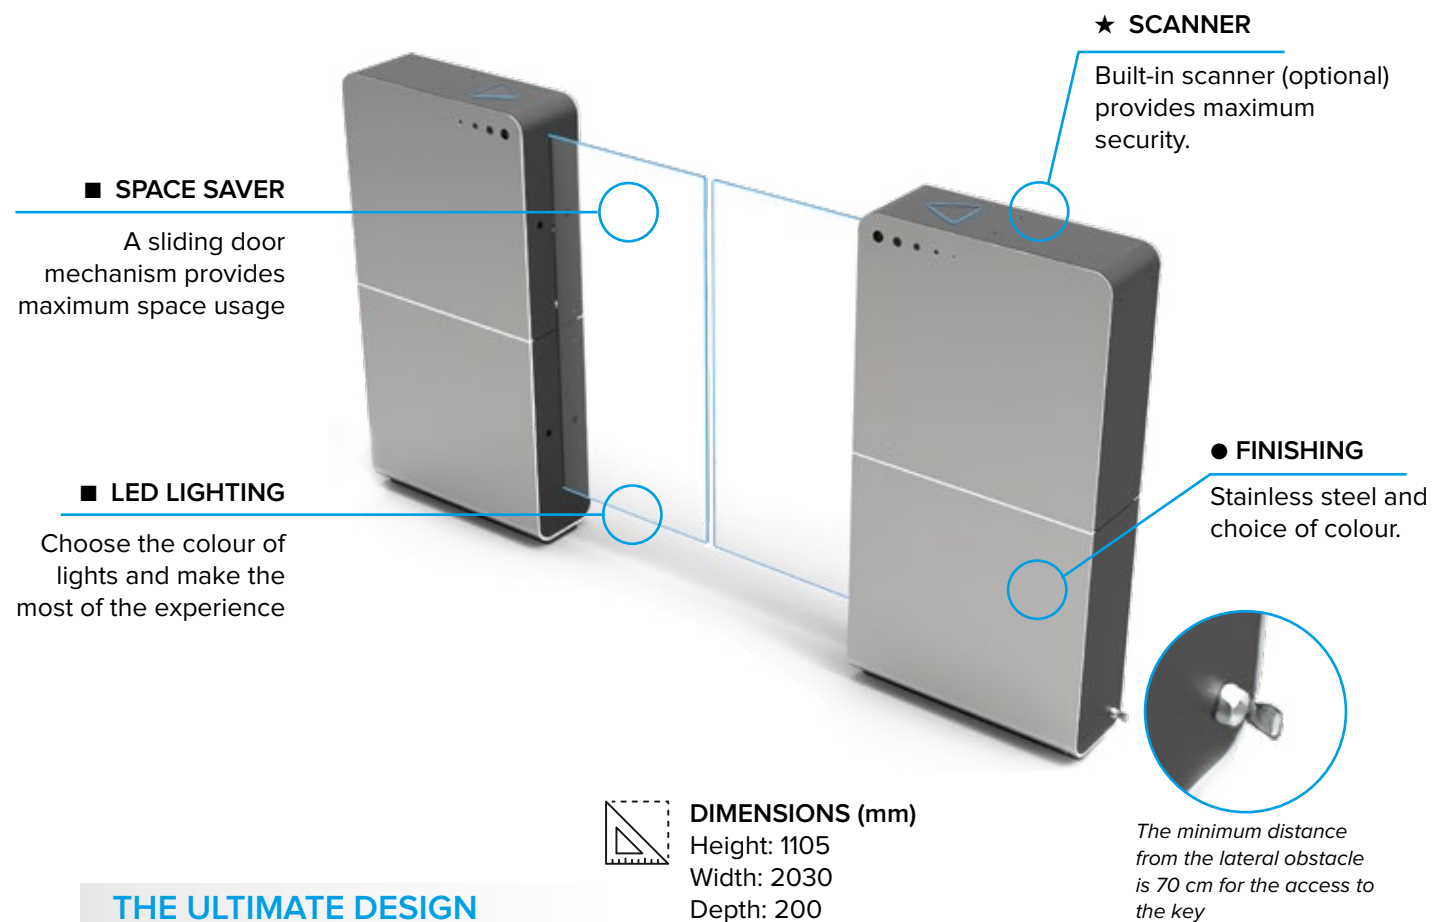 ★ SCANNER
Built-in scanner (optional)
provides maximum
security.
■ SPACE SAVER
A sliding door
mechanism provides
maximum space usage
● FINISHING
Stainless steel and
choice of colour.
■ LED LIGHTING
Choose the colour of
lights and make the
most of the experience
DIMENSIONS (mm)
Height: 1105
Width: 2030
Depth: 200
The minimum distance
from the lateral obstacle
is 70 cm for the access to
the key
THE ULTIMATE DESIGN